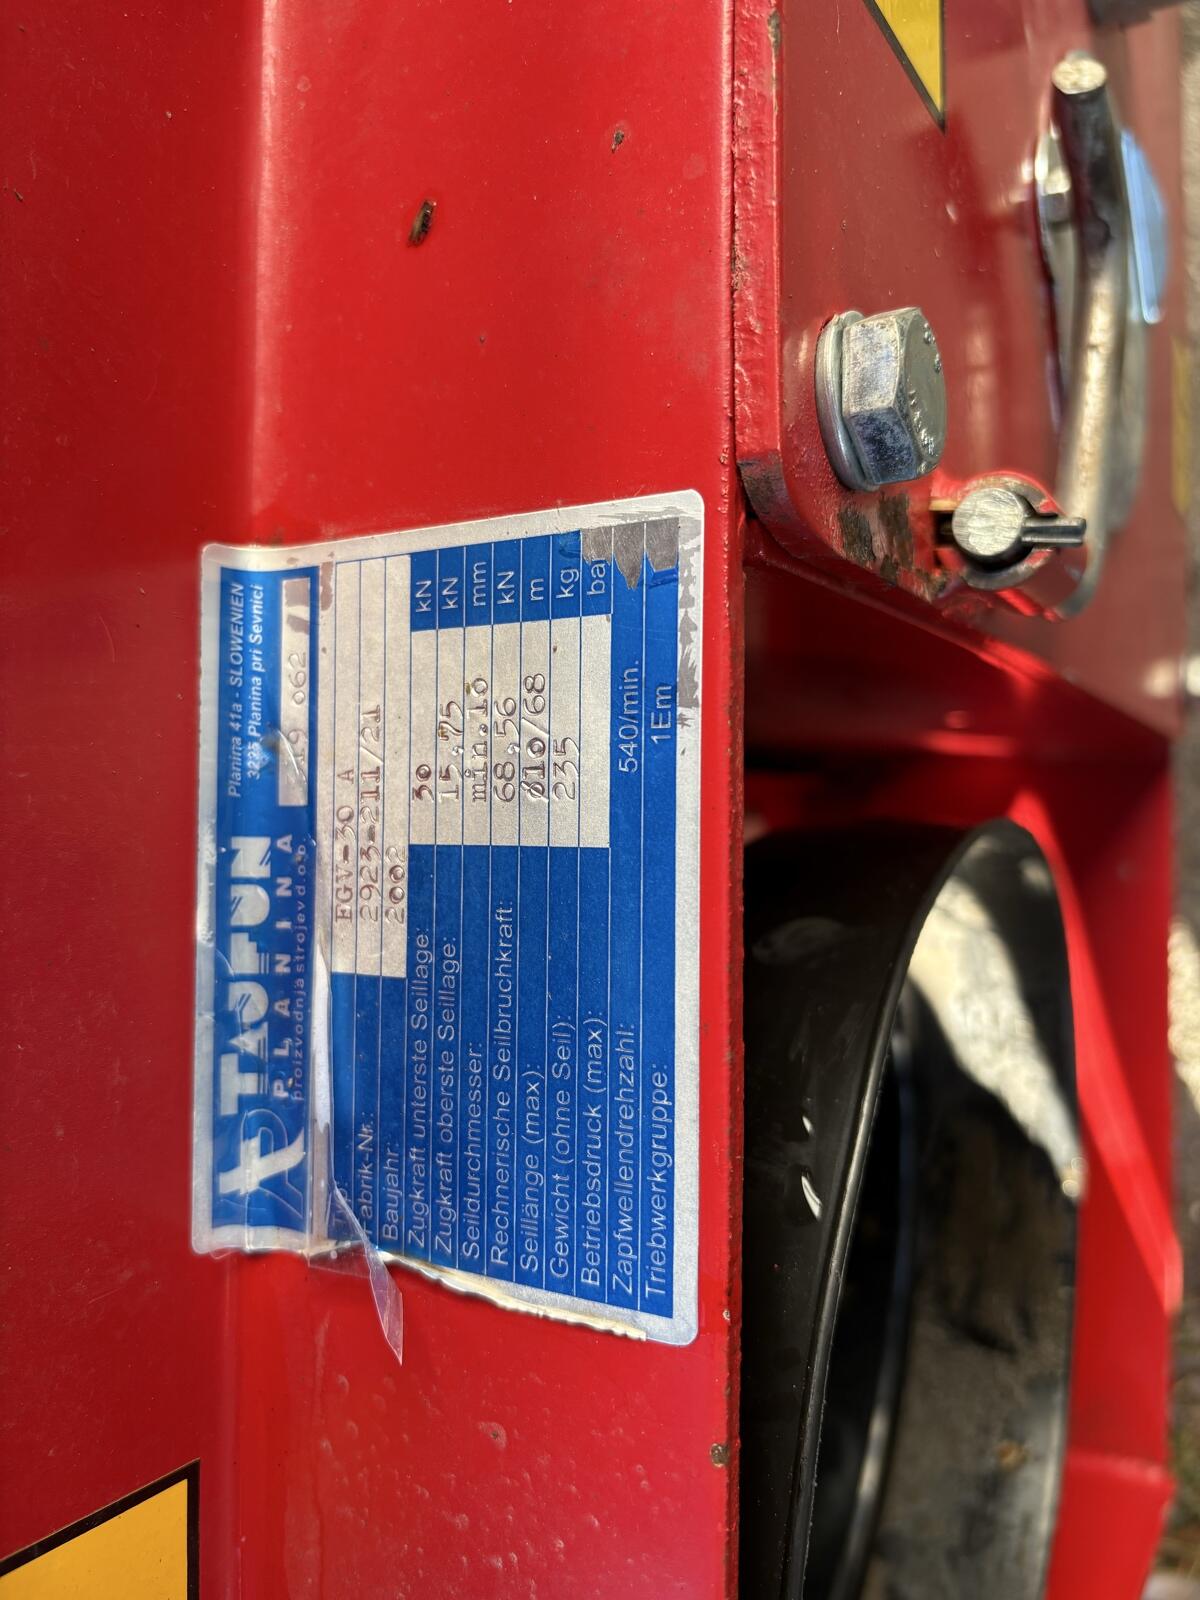 TAJFUN
PLANINA
proizvodnja strojev d.o.o.
Planina 41a - SLOWENIEN
3225 Planina pri Sevnici
062
EGV-30 A
Fabrik-Nr.: 2923-211/21
Baujahr: 2002
Zugkraft unterste Seillage: 30 kN
Zugkraft oberste Seillage: 15,75 kN
Seildurchmesser: min.10 mm
Rechnerische Seilbruchkraft: 68,56 kN
Seillänge (max): ø10/68 m
Gewicht (ohne Seil): 235 kg
Betriebsdruck (max): ba
Zapfwellendrehzahl: 540/min.
Triebwerkgruppe: 1Em